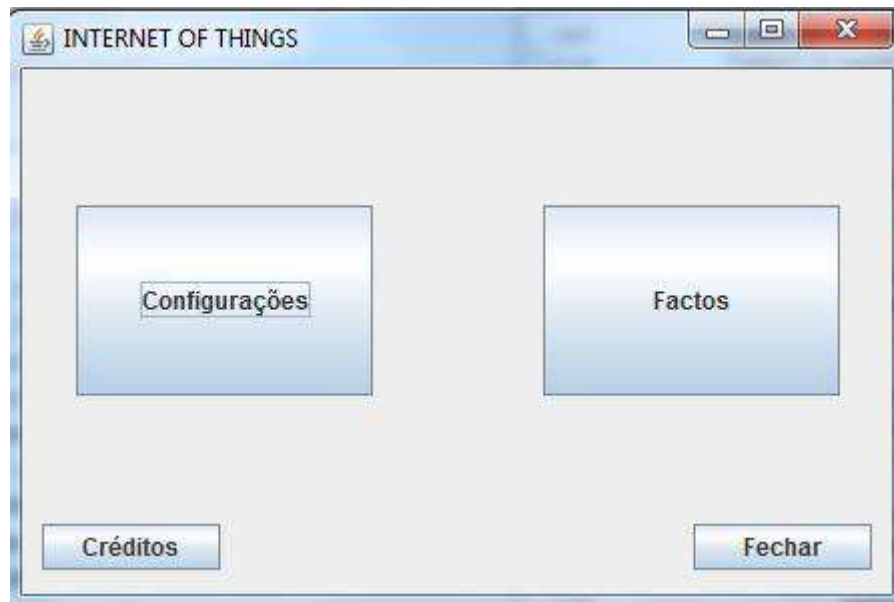 INTERNET OF THINGS
Configurações
Factos
Créditos
Fechar